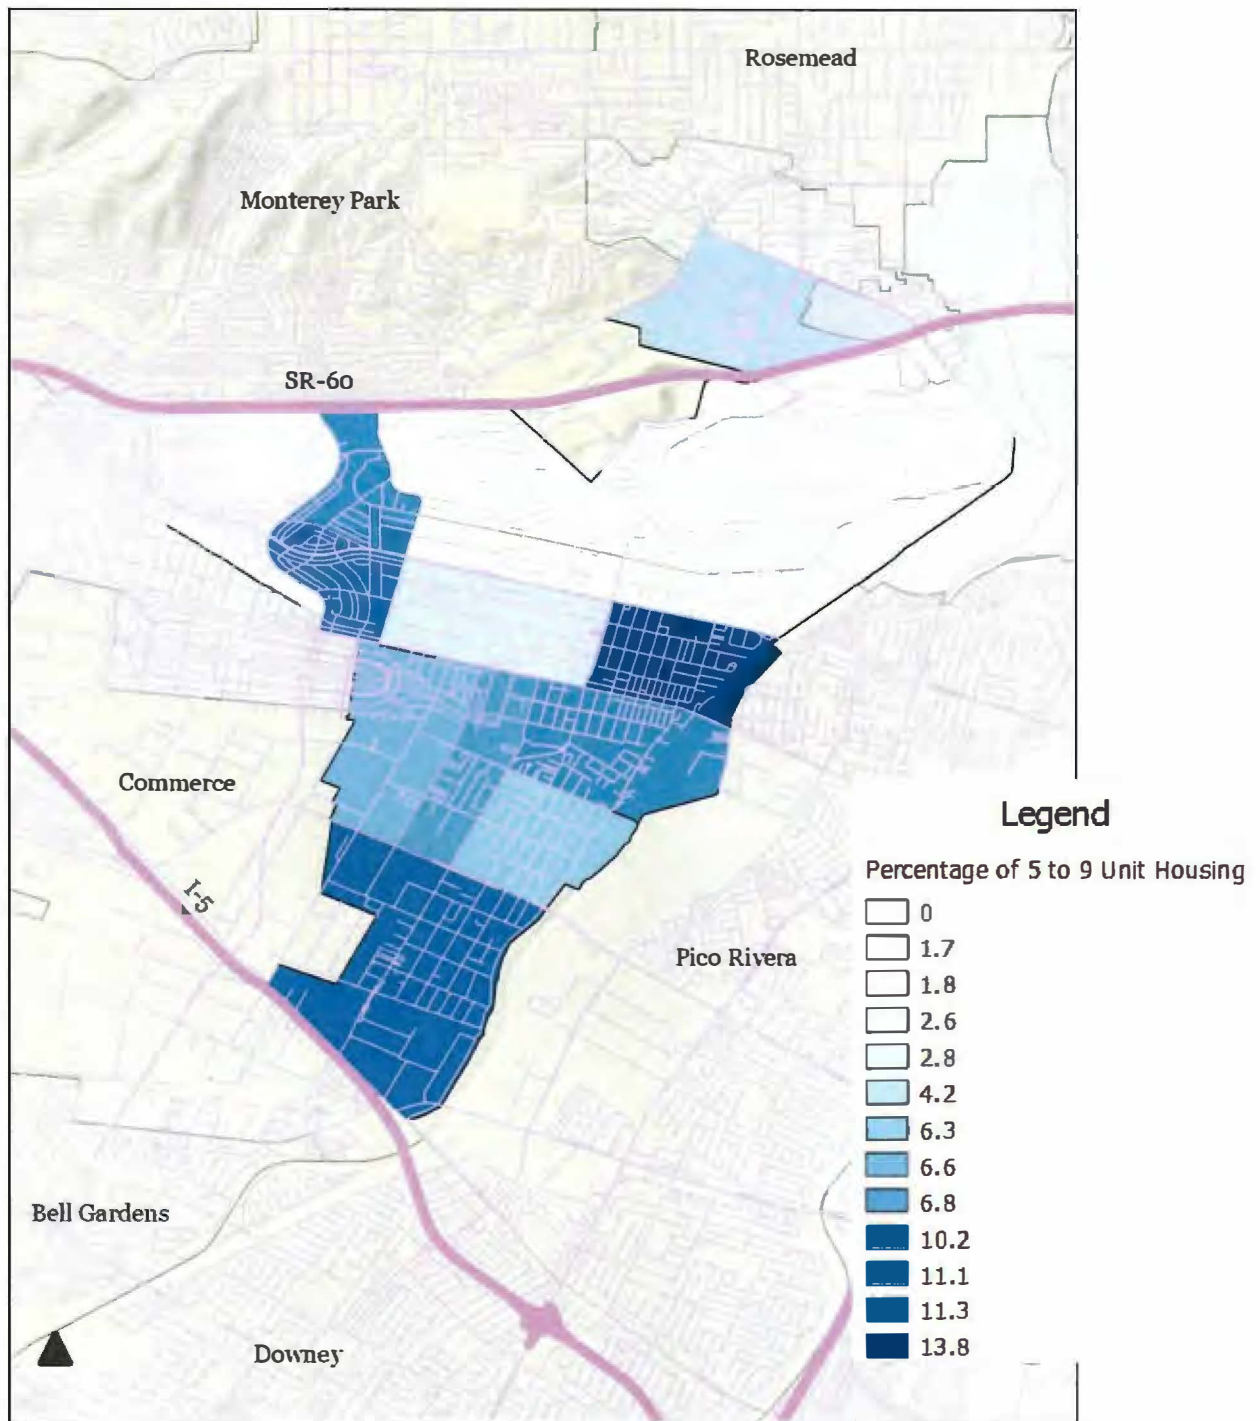 Rosemead
Monterey Park
SR-60
Commerce
I-5
Pico Rivera
Bell Gardens
Downey
Legend
Percentage of 5 to 9 Unit Housing
0
1.7
1.8
2.6
2.8
4.2
6.3
6.6
6.8
10.2
11.1
11.3
13.8